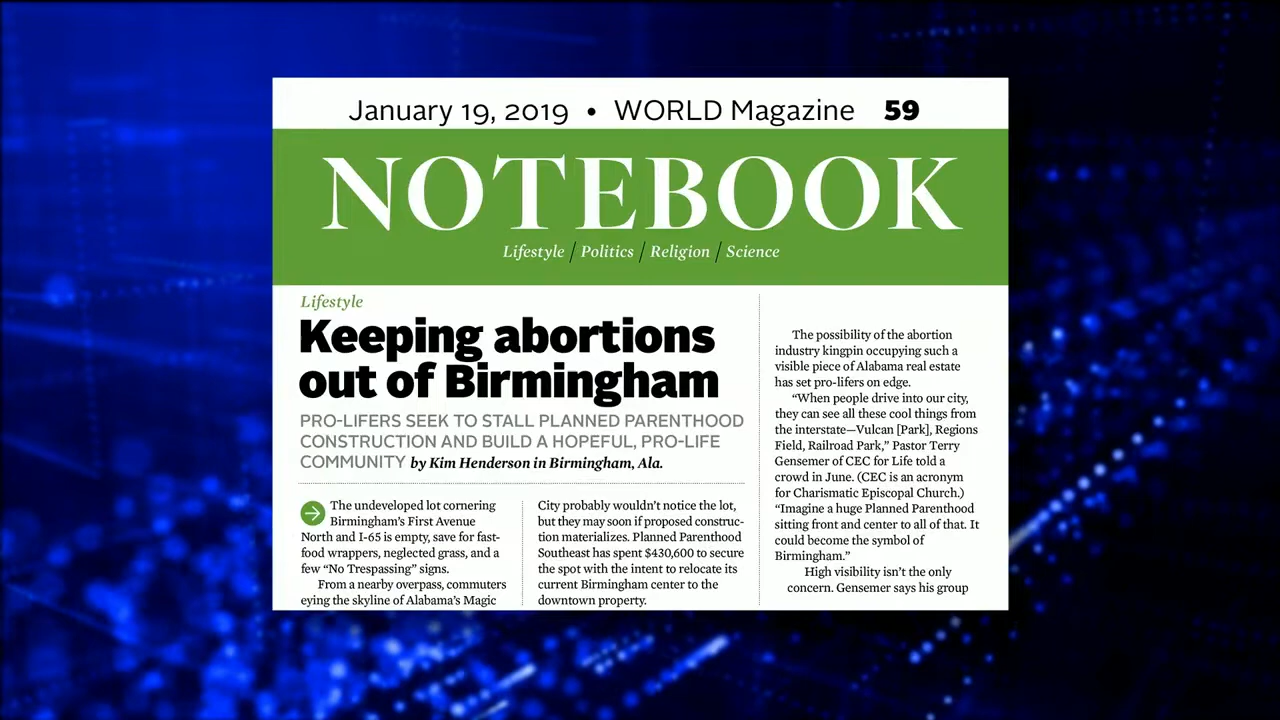 January 19, 2019 • WORLD Magazine 59
NOTEBOOK
Lifestyle / Politics / Religion / Science
Lifestyle
Keeping abortions
out of Birmingham
PRO-LIFERS SEEK TO STALL PLANNED PARENTHOOD
CONSTRUCTION AND BUILD A HOPEFUL, PRO-LIFE
COMMUNITY by Kim Henderson in Birmingham, Ala.
The undeveloped lot cornering
Birmingham's First Avenue
North and I-65 is empty, save for fast-
food wrappers, neglected grass, and a
few “No Trespassing” signs.
From a nearby overpass, commuters
eying the skyline of Alabama's Magic
City probably wouldn't notice the lot,
but they may soon if proposed construc-
tion materializes. Planned Parenthood
Southeast has spent $430,600 to secure
the spot with the intent to relocate its
current Birmingham center to the
downtown property.
The possibility of the abortion
industry kingpin occupying such a
visible piece of Alabama real estate
has set pro-lifers on edge.
“When people drive into our city,
they can see all these cool things from
the interstate—Vulcan [Park], Regions
Field, Railroad Park,” Pastor Terry
Gensemer of CEC for Life told a
crowd in June. (CEC is an acronym
for Charismatic Episcopal Church.)
“Imagine a huge Planned Parenthood
sitting front and center to all of that. It
could become the symbol of
Birmingham.”
High visibility isn't the only
concern. Gensemer says his group